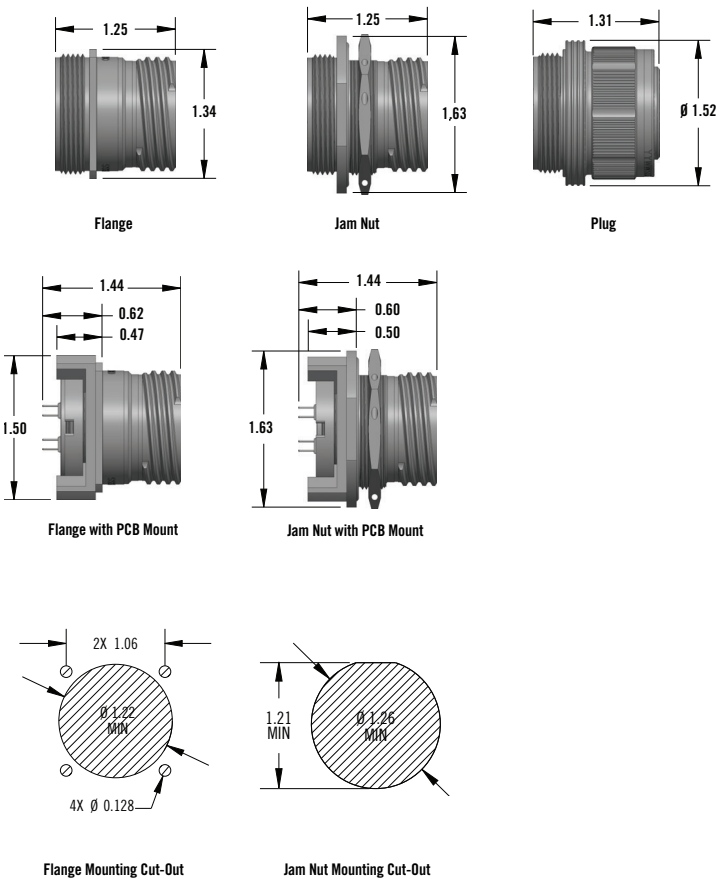 1.25
1.34
Flange
1.25
1,63
Jam Nut
1.31
Ø 1.52
Plug
1.44
0.62
0.47
1.50
Flange with PCB Mount
1.44
0.60
0.50
1.63
Jam Nut with PCB Mount
2X 1.06
Ø 1.22
MIN
4X Ø 0.128
Flange Mounting Cut-Out
1.21
MIN
Ø 1.26
MIN
Jam Nut Mounting Cut-Out